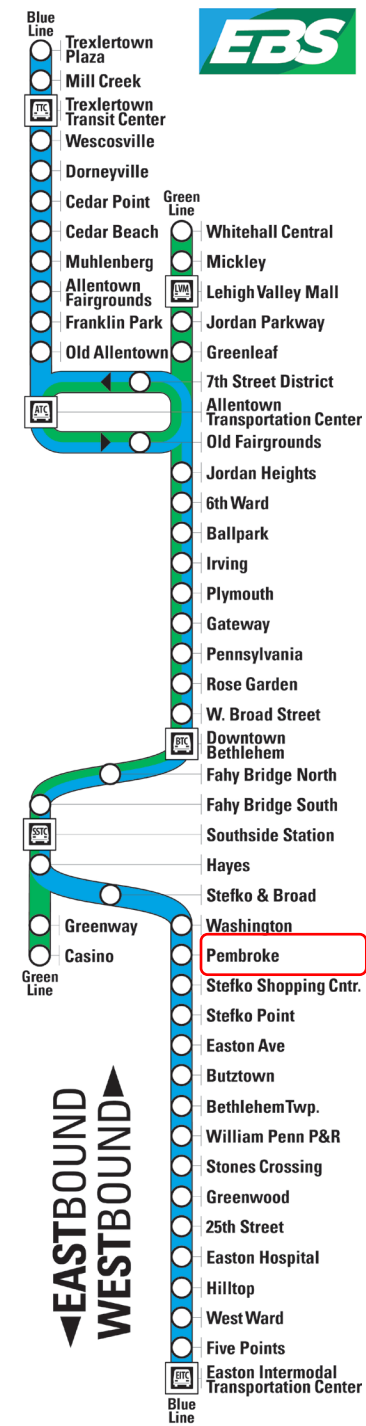 Blue
Line
EBS
Trexlertown
Plaza
Mill Creek
TTC
Trexlertown
Transit Center
Wescosville
Dorneyville
Cedar Point
Green
Line
Cedar Beach
Whitehall Central
Muhlenberg
Mickley
Allentown
Fairgrounds
LVM
Lehigh Valley Mall
Franklin Park
Jordan Parkway
Old Allentown
Greenleaf
7th Street District
ATC
Allentown
Transportation Center
Old Fairgrounds
Jordan Heights
6th Ward
Ballpark
Irving
Plymouth
Gateway
Pennsylvania
Rose Garden
W. Broad Street
BTC
Downtown
Bethlehem
Fahy Bridge North
Fahy Bridge South
SSTC
Southside Station
Hayes
Stefko & Broad
Greenway
Washington
Casino
Pembroke
Green
Line
Stefko Shopping Cntr.
Stefko Point
Easton Ave
Butztown
Bethlehem Twp.
William Penn P&R
Stones Crossing
Greenwood
25th Street
Easton Hospital
Hilltop
West Ward
Five Points
EITC
Easton Intermodal
Transportation Center
Blue
Line
EASTBOUND
WESTBOUND